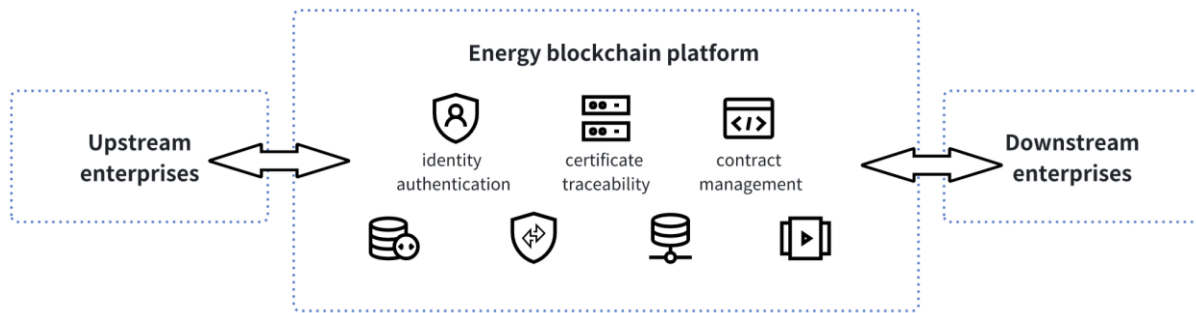 Energy blockchain platform
Upstream
enterprises
identity
authentication
certificate
traceability
contract
management
Downstream
enterprises